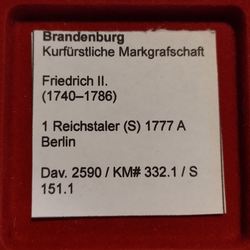 Brandenburg
Kurfürstliche Markgrafschaft
Friedrich II.
(1740–1786)
1 Reichstaler (S) 1777 A
Berlin
Dav. 2590 / KM# 332.1 / S
151.1